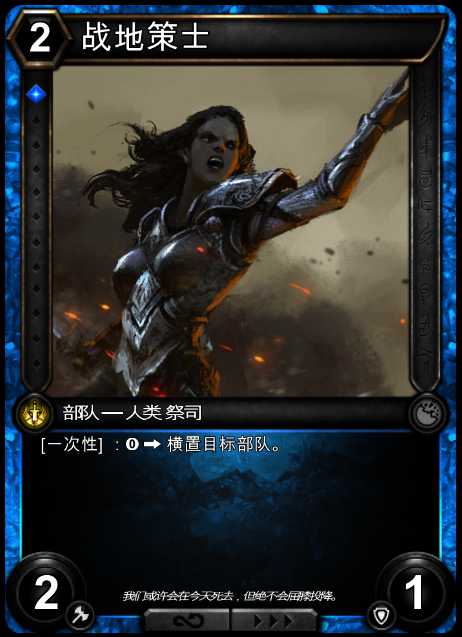 2 战地策士
部队 — 人类 祭司
[一次性] : 0 ➡ 横置目标部队。
我们或许会在今天死去，但绝不会屈膝投降。
2 1